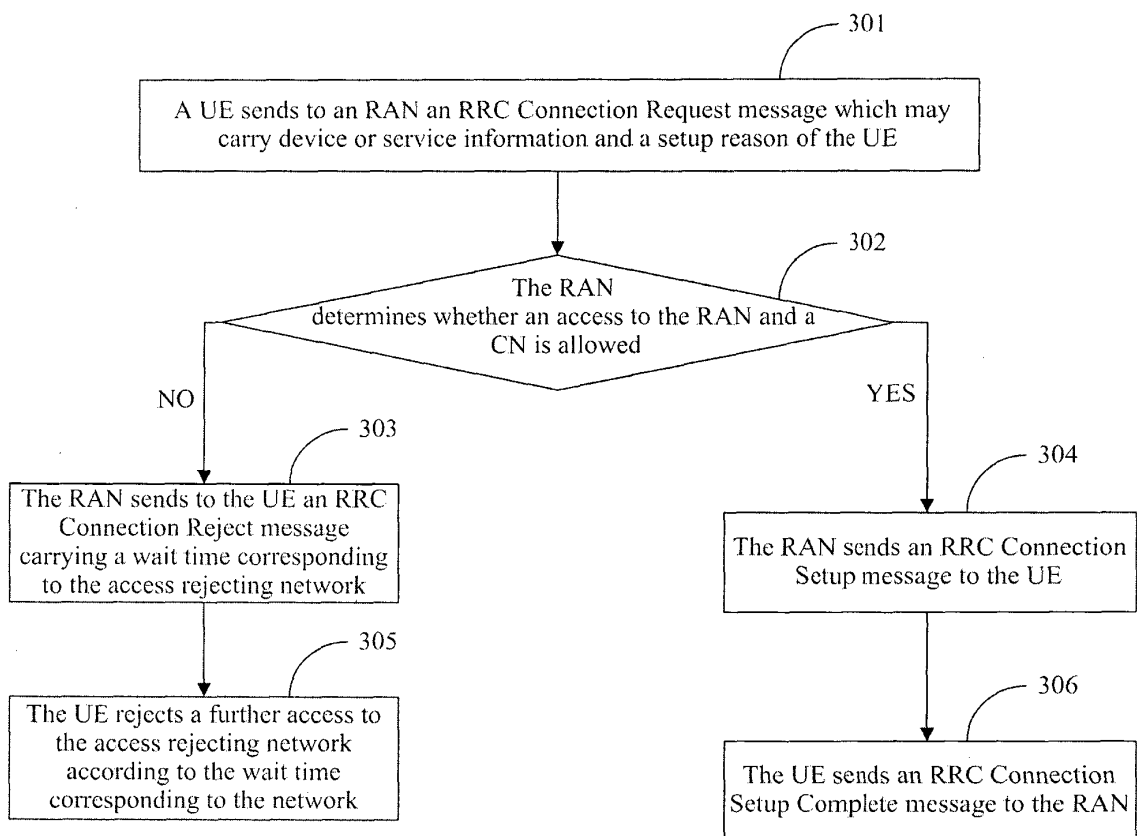 301
A UE sends to an RAN an RRC Connection Request message which may
carry device or service information and a setup reason of the UE
302
The RAN
determines whether an access to the RAN and a
CN is allowed
NO
YES
303
The RAN sends to the UE an RRC
Connection Reject message
carrying a wait time corresponding
to the access rejecting network
304
The RAN sends an RRC Connection
Setup message to the UE
305
The UE rejects a further access to
the access rejecting network
according to the wait time
corresponding to the network
306
The UE sends an RRC Connection
Setup Complete message to the RAN